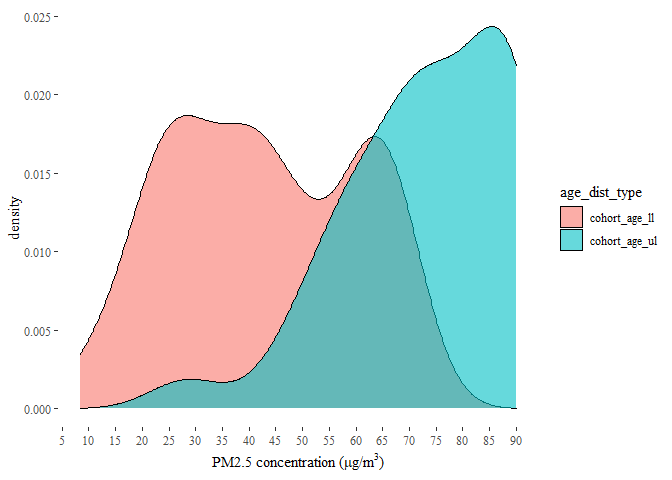 0.025
0.020
0.015
0.010
0.005
0.000
density
5 10 15 20 25 30 35 40 45 50 55 60 65 70 75 80 85 90
PM2.5 concentration (μg/m³)
age_dist_type
cohort_age_ll
cohort_age_ul